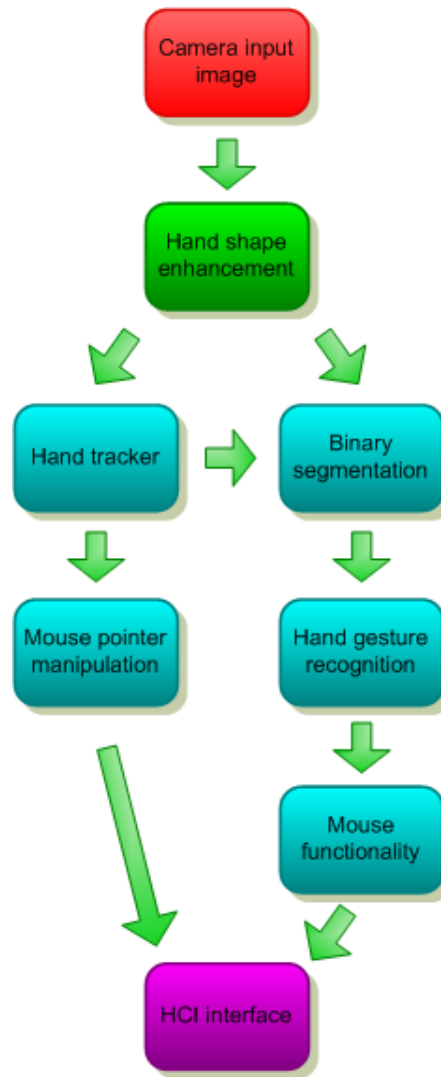 Camera input
image
Hand shape
enhancement
Hand tracker
Binary
segmentation
Mouse pointer
manipulation
Hand gesture
recognition
Mouse
functionality
HCI interface